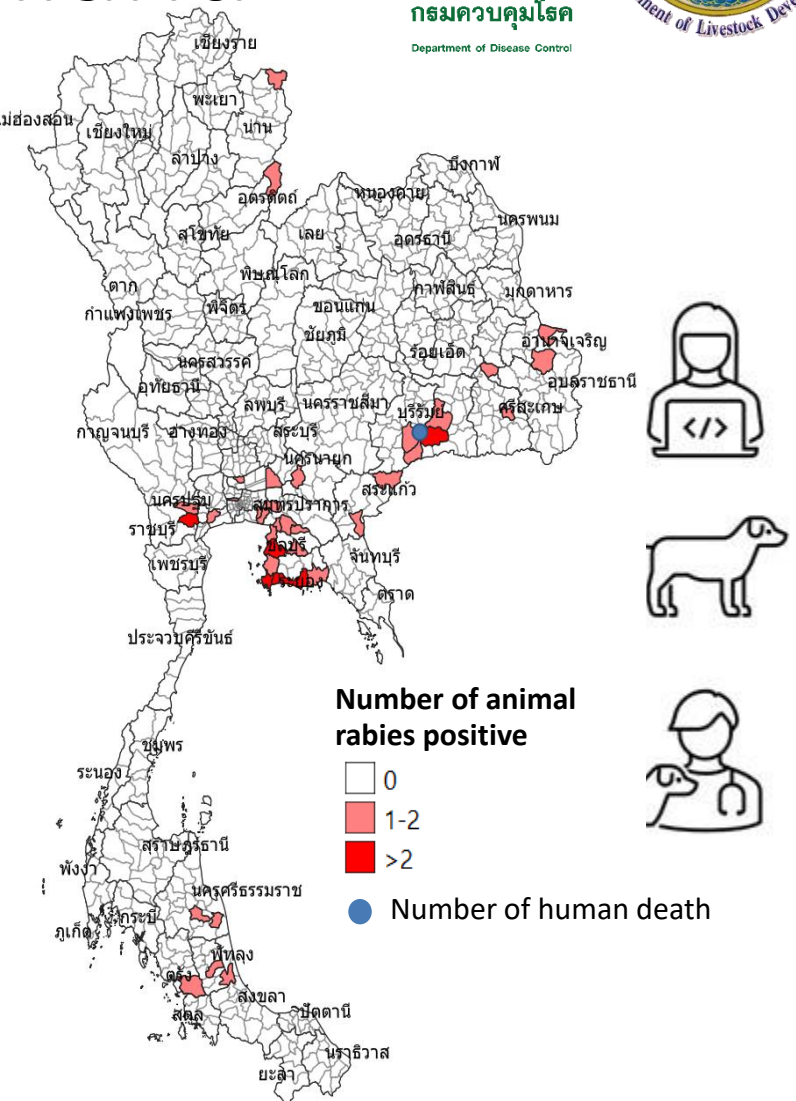 กรมควบคุมโรค
Department of Disease Control
ment of Livestock Deve
เชียงราย
พะเยา
ม่ฮ่องสอน
เชียงใหม่
น่าน
ลำปาง
บึงกาฬ
อุตรดิตถ์
หนองคาย
นครพนม
สุโขทัย
เลย
อุดรธานี
พิษณุโลก
ตาก
กาฬสินธุ์
มุกดาหาร
กำแพงเพชร
พิจิตร
ขอนแก่น
ชัยภูมิ
อำนาจเจริญ
ร้อยเอ็ด
นครสวรรค์
อุทัยธานี
อุบลราชธานี
ลพบุรี
นครราชสีมา
บุรีรัมย์
ศรีสะเกษ
กาญจนบุรี
อ่างทอง
สระบุรี
นครนายก
สระแก้ว
นครปฐม
สมุทรปราการ
ราชบุรี
ชลบุรี
จันทบุรี
เพชรบุรี
ระยอง
ตราด
ประจวบคีรีขันธ์
Number of animal
rabies positive
0
1-2
>2
Number of human death
ชุมพร
ระนอง
สุราษฎร์ธานี
พังงา
นครศรีธรรมราช
กระบี่
ภูเก็ต
พัทลุง
ตรัง
สงขลา
สตูล
ปัตตานี
นราธิวาส
ยะลา